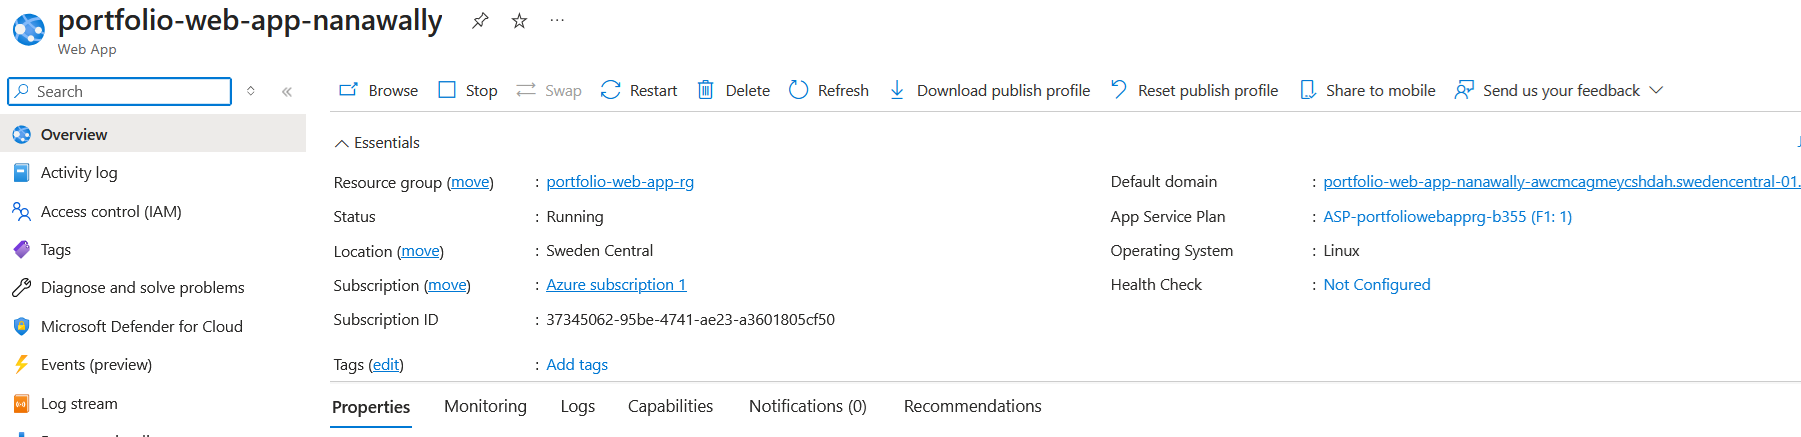 portfolio-web-app-nanawally
Web App
Search
Browse Stop Swap Restart Delete Refresh Download publish profile Reset publish profile Share to mobile Send us your feedback
Overview
Activity log
Access control (IAM)
Tags
Diagnose and solve problems
Microsoft Defender for Cloud
Events (preview)
Log stream
Essentials
Resource group (move) : portfolio-web-app-rg
Status : Running
Location (move) : Sweden Central
Subscription (move) : Azure subscription 1
Subscription ID : 37345062-95be-4741-ae23-a3601805cf50
Tags (edit) : Add tags
Default domain : portfolio-web-app-nanawally-awcmcagmeycshdah.swedencentral-01.
App Service Plan : ASP-portfoliowebapprg-b355 (F1: 1)
Operating System : Linux
Health Check : Not Configured
Properties Monitoring Logs Capabilities Notifications (0) Recommendations